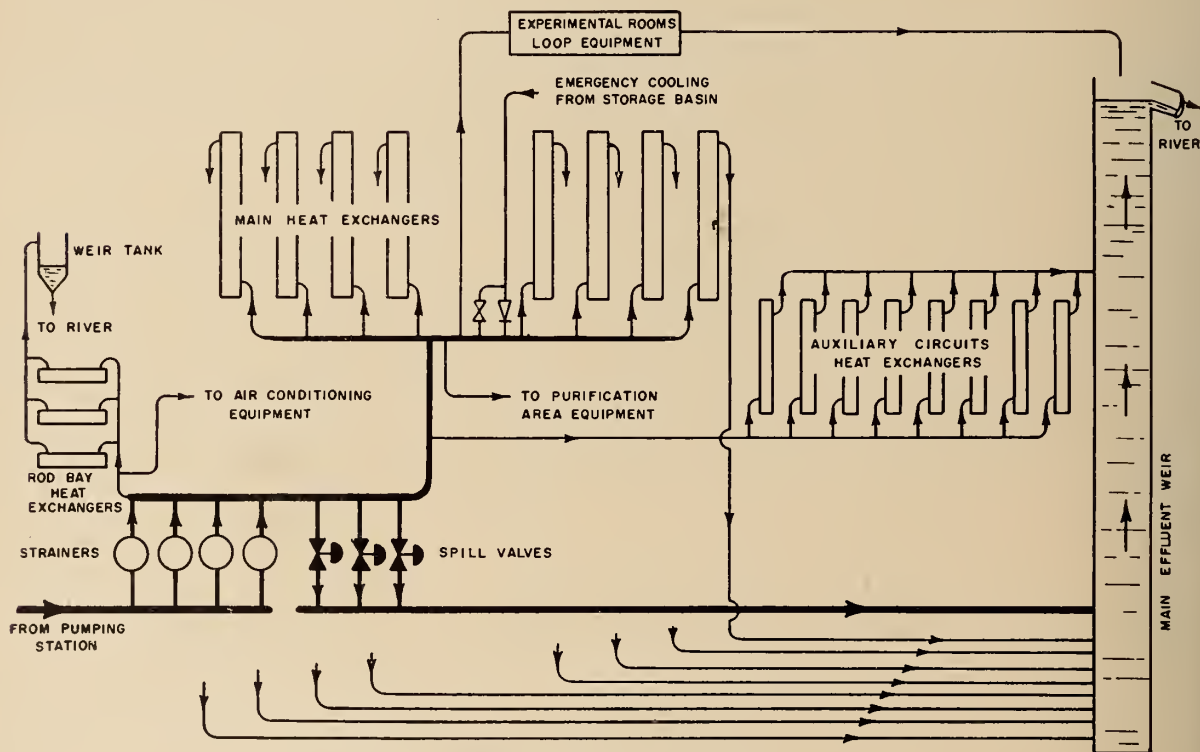 EXPERIMENTAL ROOMS
LOOP EQUIPMENT
EMERGENCY COOLING
FROM STORAGE BASIN
TO
RIVER
MAIN HEAT EXCHANGERS
WEIR TANK
TO RIVER
AUXILIARY CIRCUITS
HEAT EXCHANGERS
TO AIR CONDITIONING
EQUIPMENT
TO PURIFICATION
AREA EQUIPMENT
ROD BAY
HEAT
EXCHANGERS
STRAINERS
SPILL VALVES
MAIN EFFLUENT WEIR
FROM PUMPING
STATION